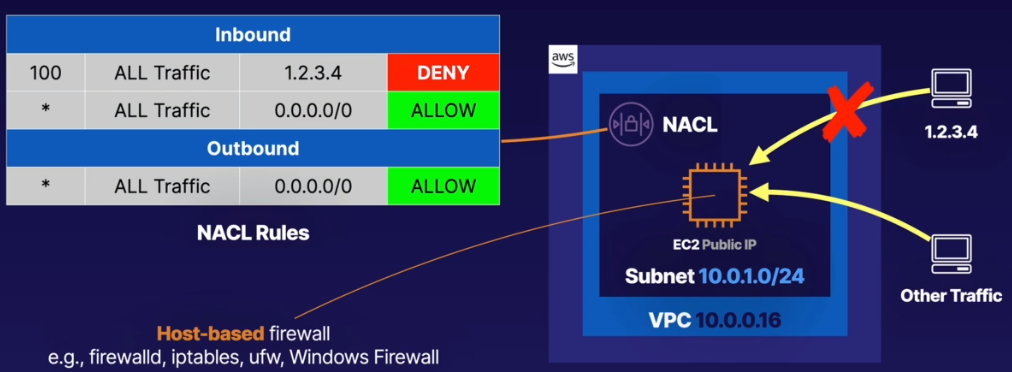 Inbound
100 ALL Traffic 1.2.3.4 DENY
* ALL Traffic 0.0.0.0/0 ALLOW
Outbound
* ALL Traffic 0.0.0.0/0 ALLOW
NACL Rules
Host-based firewall
e.g., firewalld, iptables, ufw, Windows Firewall
aws
NACL
EC2 Public IP
Subnet 10.0.1.0/24
VPC 10.0.0.16
1.2.3.4
Other Traffic